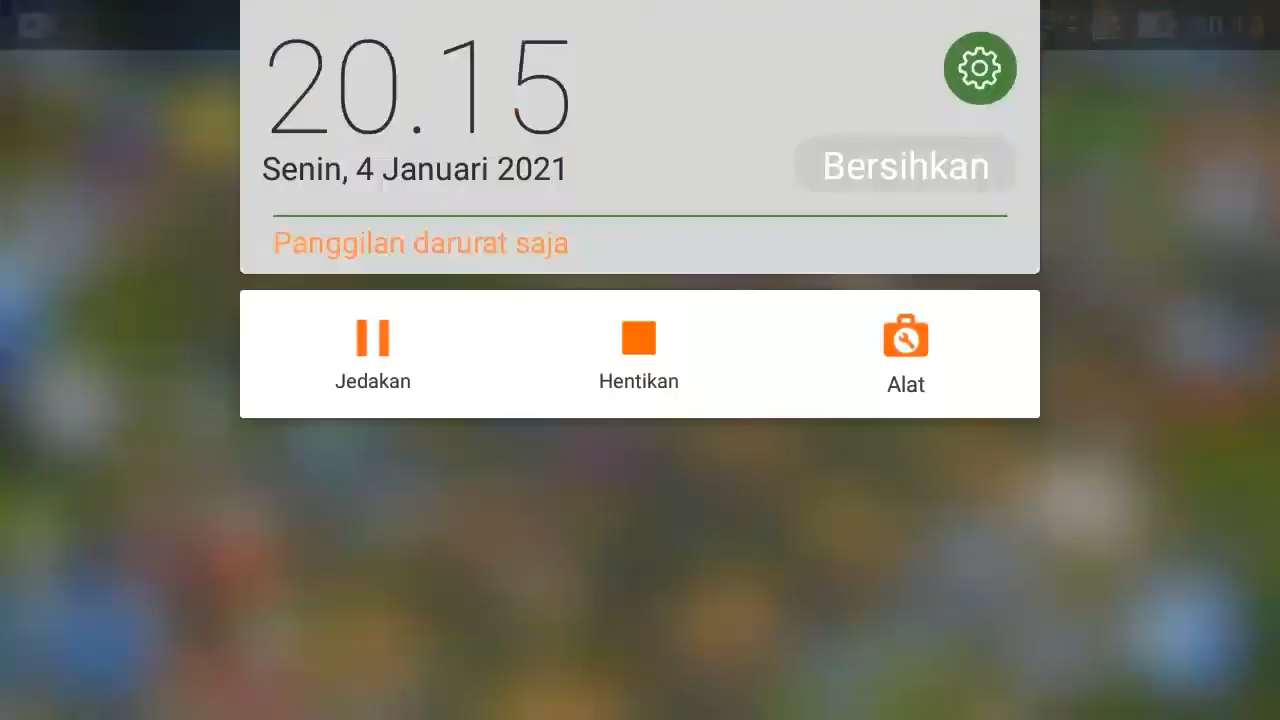 20.15
Senin, 4 Januari 2021
Bersihkan
Panggilan darurat saja
Jedakan
Hentikan
Alat